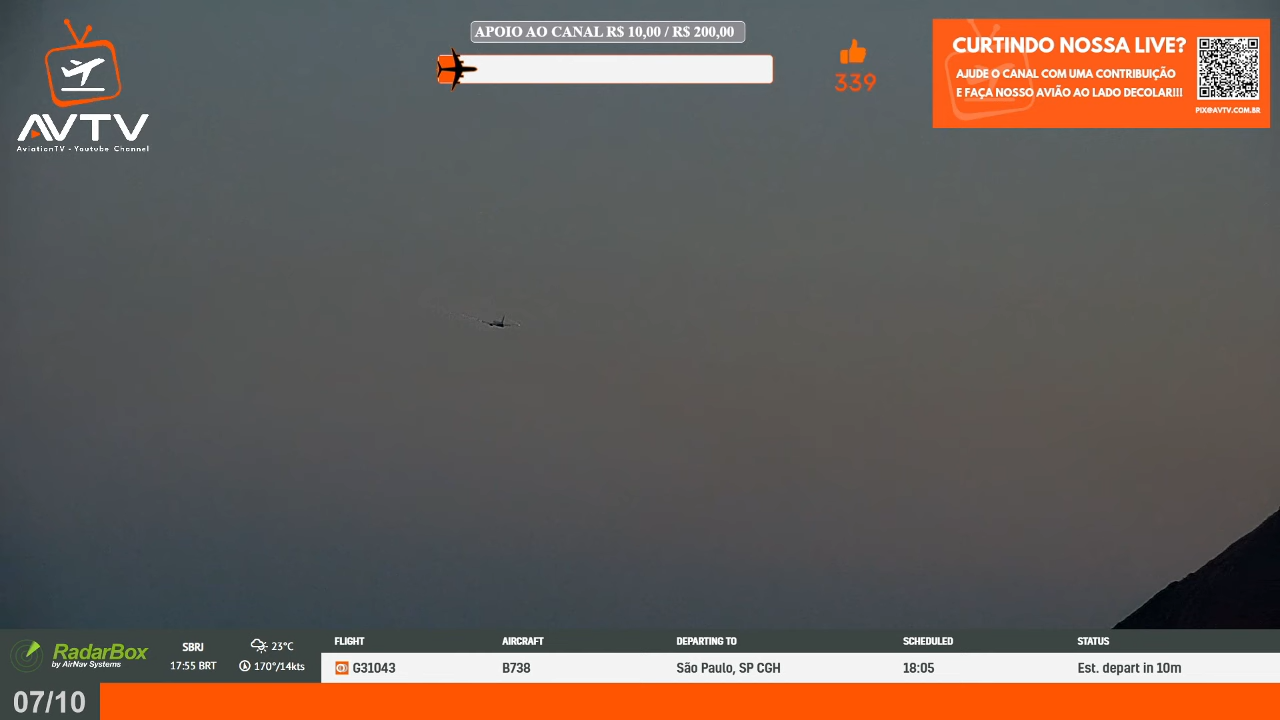 AVTV
AviationTV - Youtube Channel
APOIO AO CANAL R$ 10,00 / R$ 200,00
339
CURTINDO NOSSA LIVE?
AJUDE O CANAL COM UMA CONTRIBUIÇÃO
E FAÇA NOSSO AVIÃO AO LADO DECOLAR!!!
PIX@AVTV.COM.BR
RadarBox
by AirNav Systems
SBRJ
17:55 BRT
23°C
170°/14kts
FLIGHT AIRCRAFT DEPARTING TO SCHEDULED STATUS
G31043 B738 São Paulo, SP CGH 18:05 Est. depart in 10m
07/10